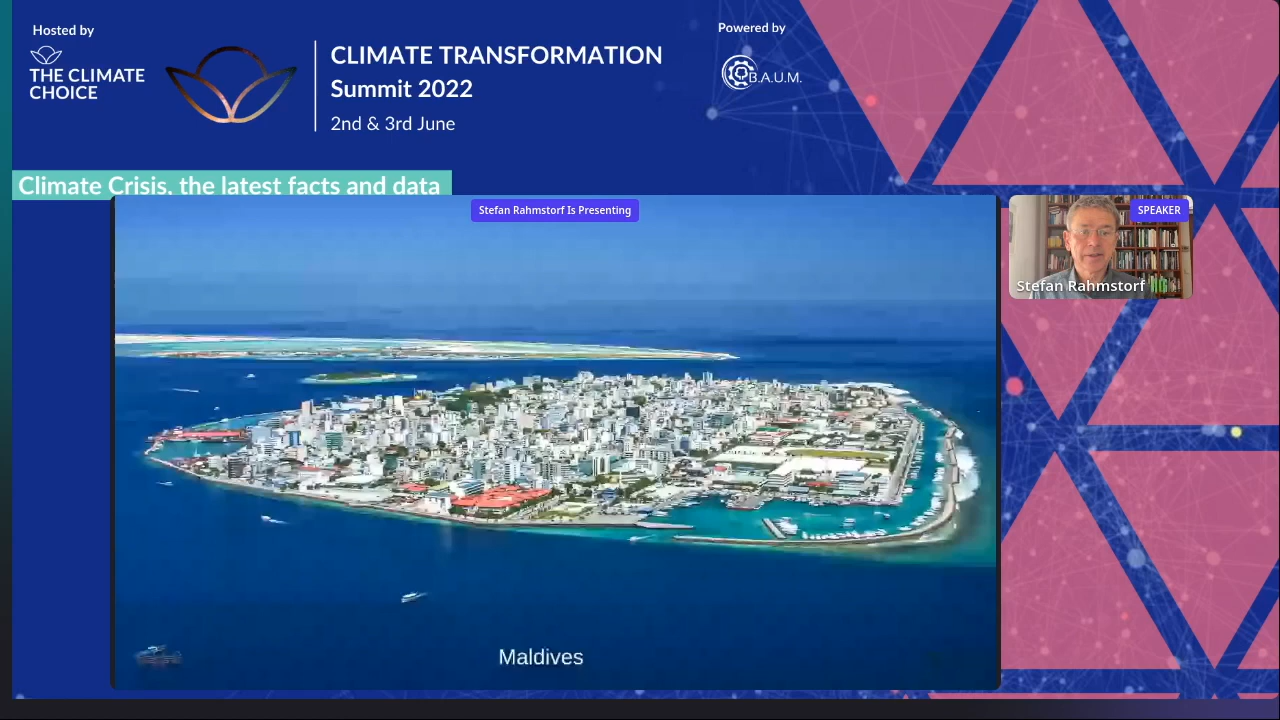 Hosted by
THE CLIMATE
CHOICE
CLIMATE TRANSFORMATION
Summit 2022
2nd & 3rd June
Powered by
B.A.U.M.
Climate Crisis, the latest facts and data
Stefan Rahmstorf Is Presenting
SPEAKER
Stefan Rahmstorf
Maldives